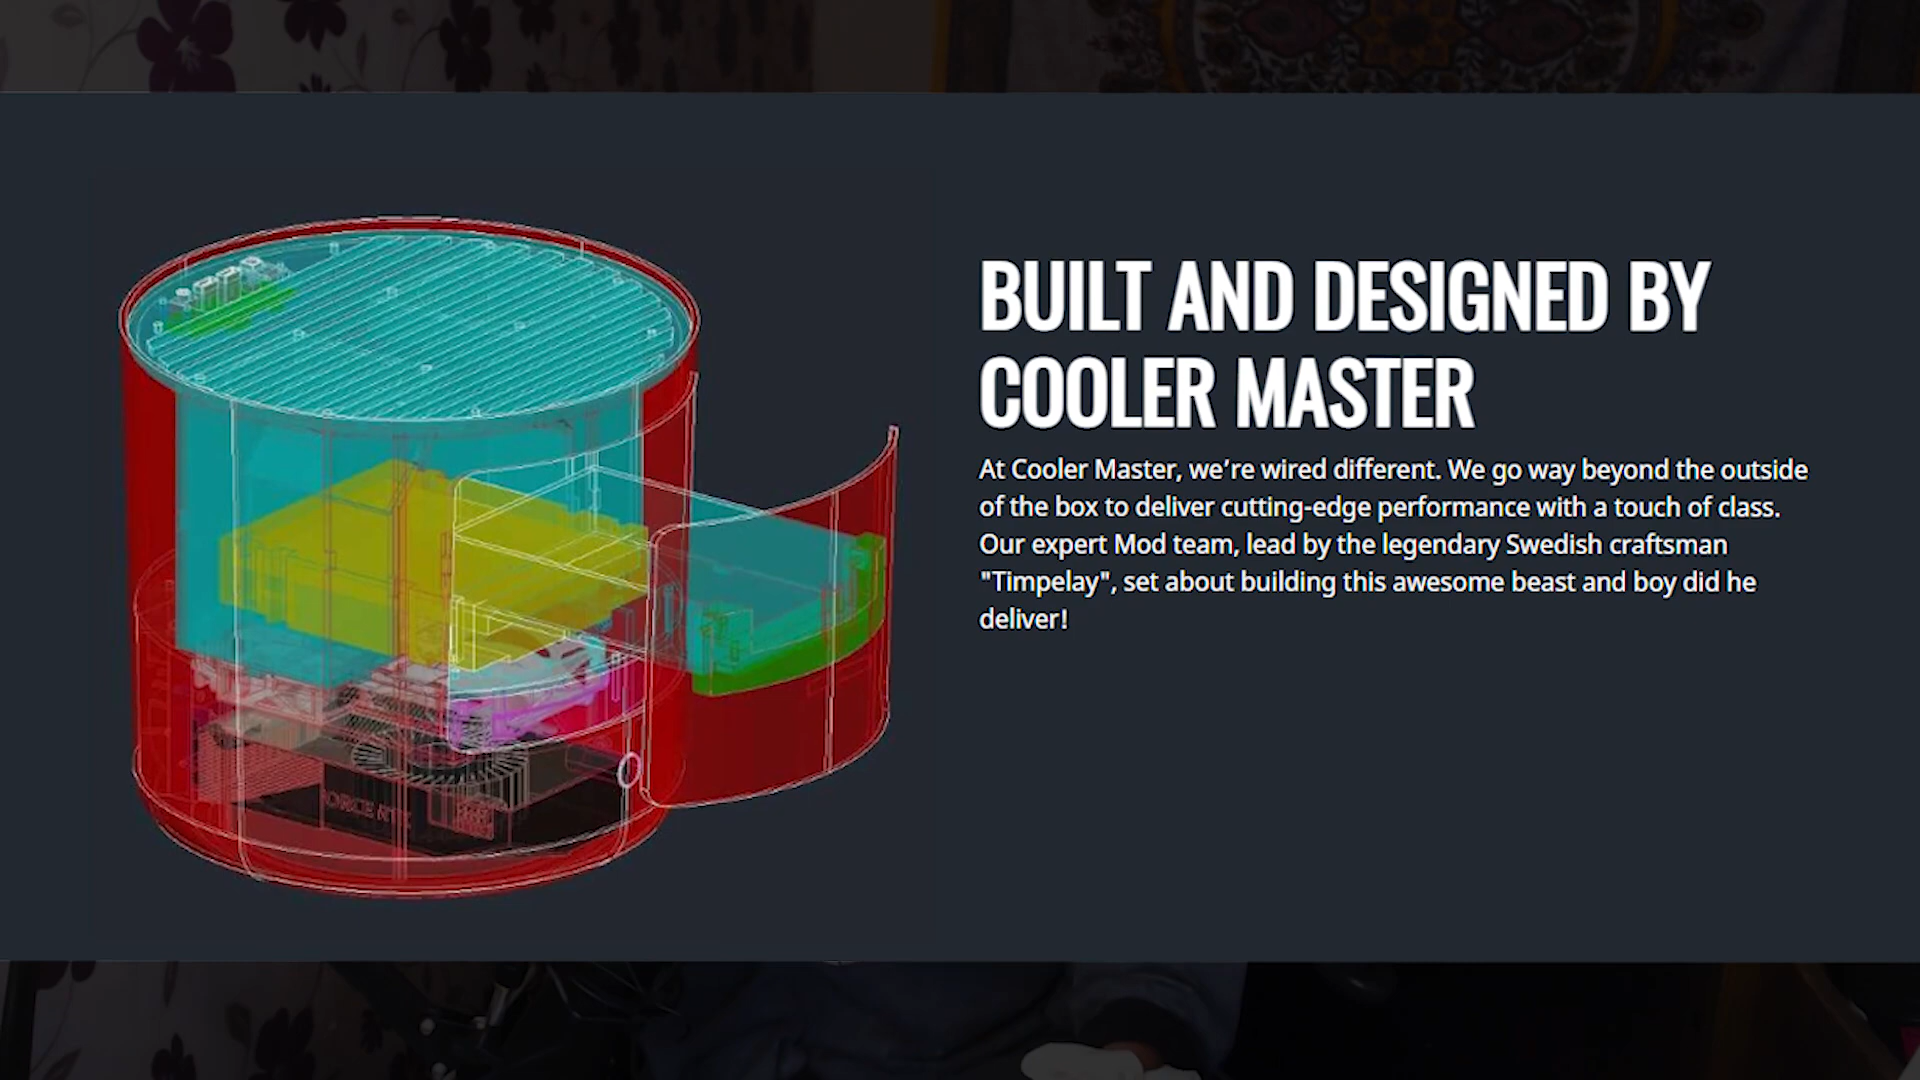 BUILT AND DESIGNED BY
COOLER MASTER
At Cooler Master, we’re wired different. We go way beyond the outside
of the box to deliver cutting-edge performance with a touch of class.
Our expert Mod team, lead by the legendary Swedish craftsman
"Timpelay", set about building this awesome beast and boy did he
deliver!